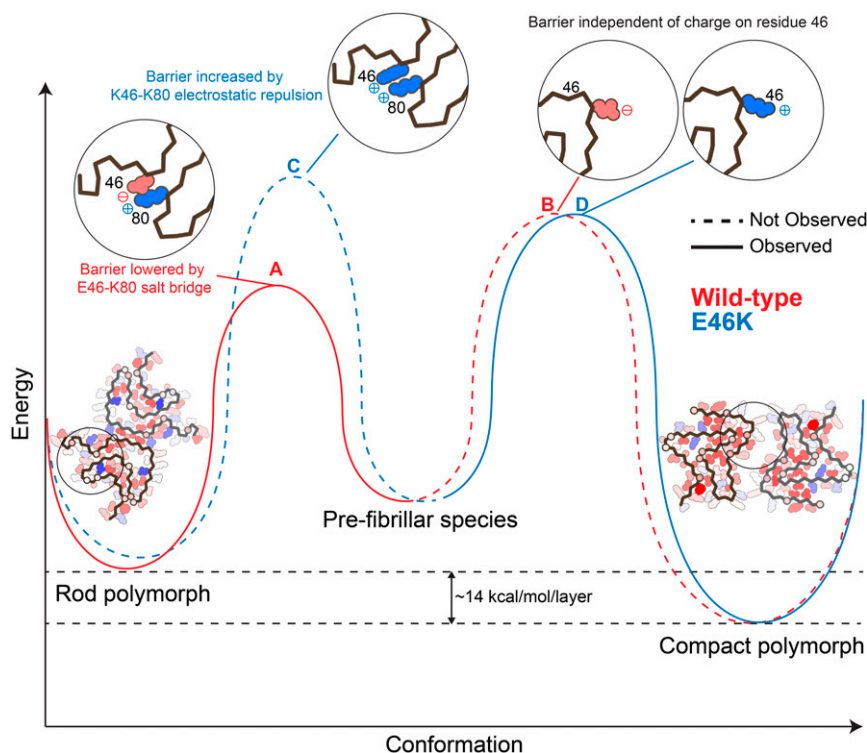 Barrier independent of charge on residue 46
Barrier increased by
K46-K80 electrostatic repulsion
46
⊕
⊕
80
46
⊖
46
⊕
46
⊖
⊕
80
C
B
D
Not Observed
Observed
Barrier lowered by
E46-K80 salt bridge
A
Wild-type
E46K
Energy
Pre-fibrillar species
Rod polymorph
~14 kcal/mol/layer
Compact polymorph
Conformation